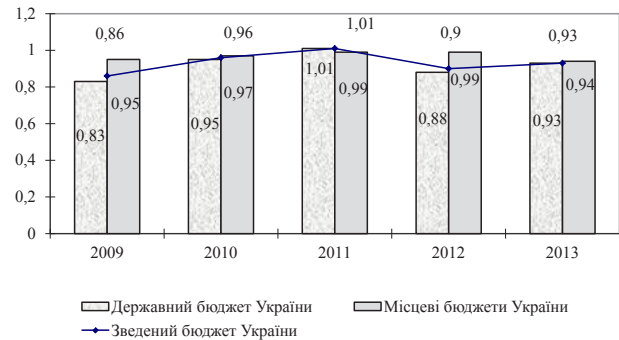 0,86 0,96 1,01 0,9 0,93
1,2
1
0,8
0,6
0,4
0,2
0
0,83 0,95 0,95 0,97 1,01 0,99 0,88 0,99 0,93 0,94
2009 2010 2011 2012 2013
Державний бюджет України Місцеві бюджети України
Зведений бюджет України